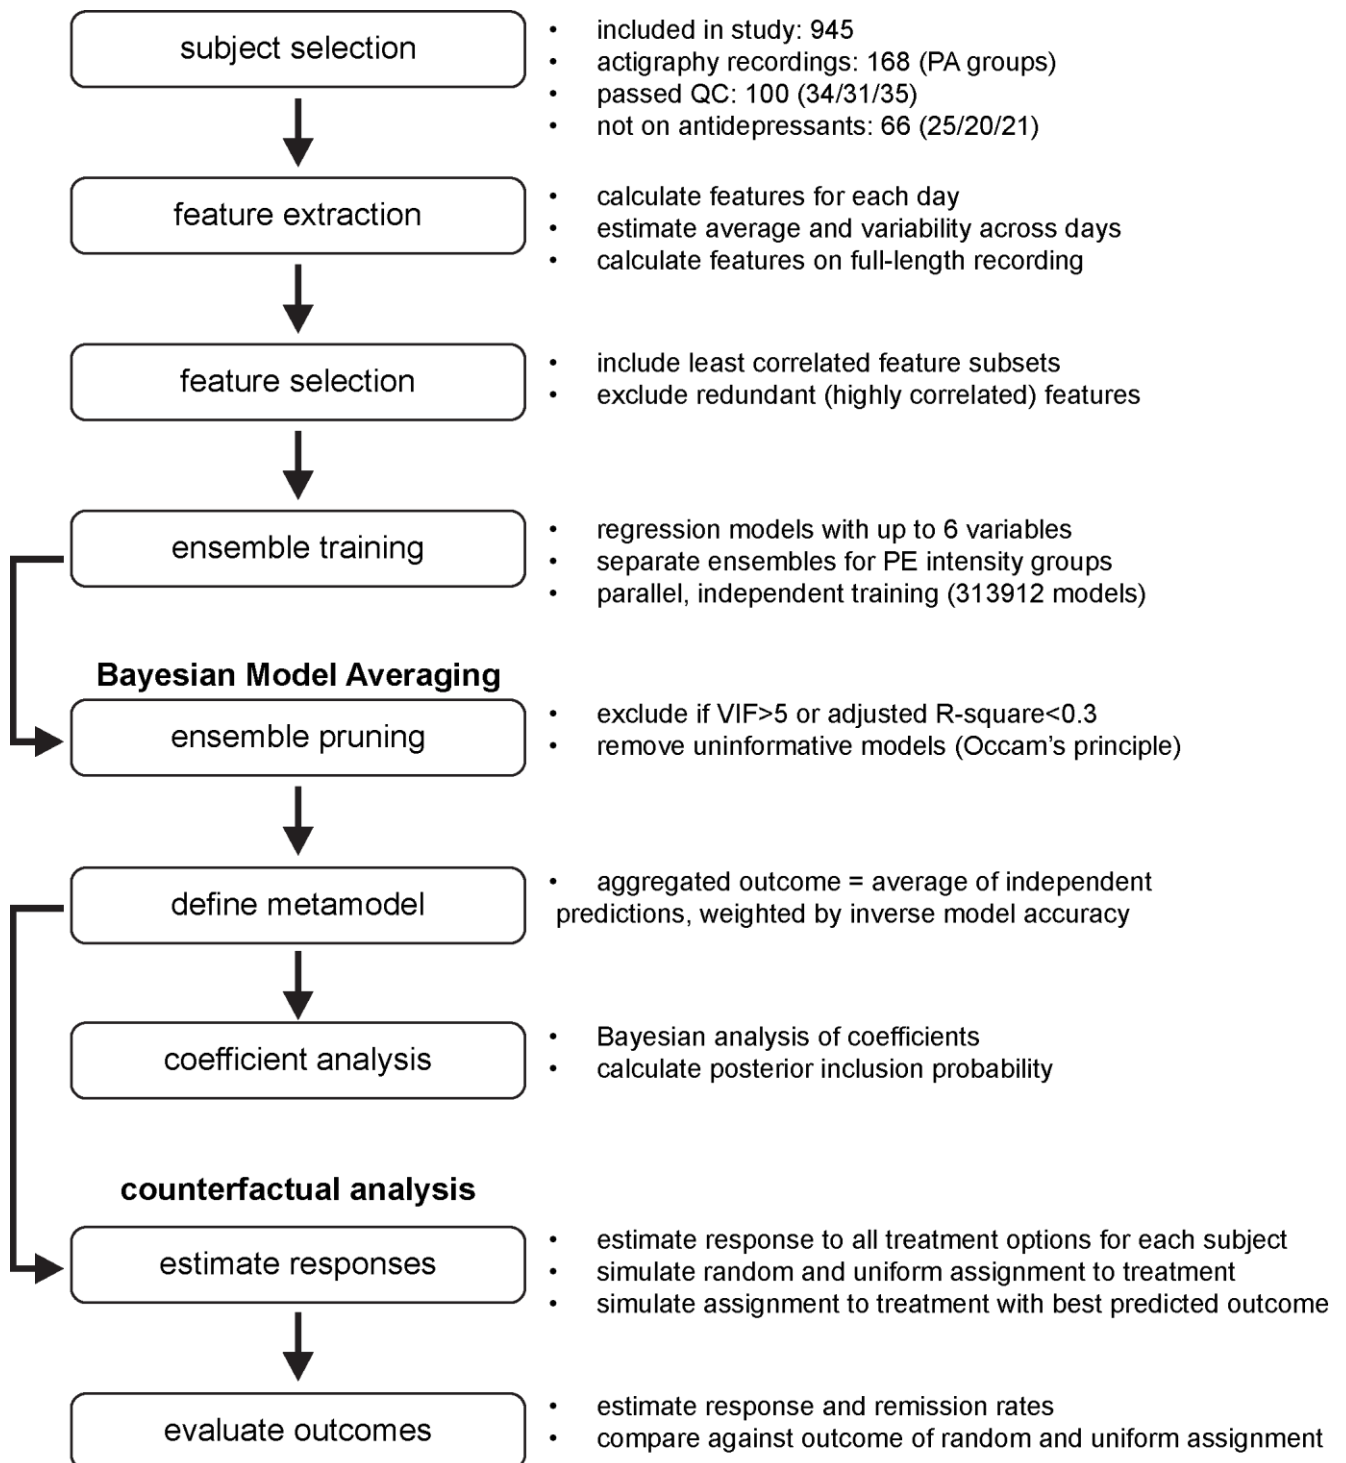 subject selection
• included in study: 945
• actigraphy recordings: 168 (PA groups)
• passed QC: 100 (34/31/35)
• not on antidepressants: 66 (25/20/21)
feature extraction
• calculate features for each day
• estimate average and variability across days
• calculate features on full-length recording
feature selection
• include least correlated feature subsets
• exclude redundant (highly correlated) features
ensemble training
• regression models with up to 6 variables
• separate ensembles for PE intensity groups
• parallel, independent training (313912 models)
Bayesian Model Averaging
ensemble pruning
• exclude if VIF>5 or adjusted R-square<0.3
• remove uninformative models (Occam's principle)
define metamodel
• aggregated outcome = average of independent
predictions, weighted by inverse model accuracy
coefficient analysis
• Bayesian analysis of coefficients
• calculate posterior inclusion probability
counterfactual analysis
estimate responses
• estimate response to all treatment options for each subject
• simulate random and uniform assignment to treatment
• simulate assignment to treatment with best predicted outcome
evaluate outcomes
• estimate response and remission rates
• compare against outcome of random and uniform assignment